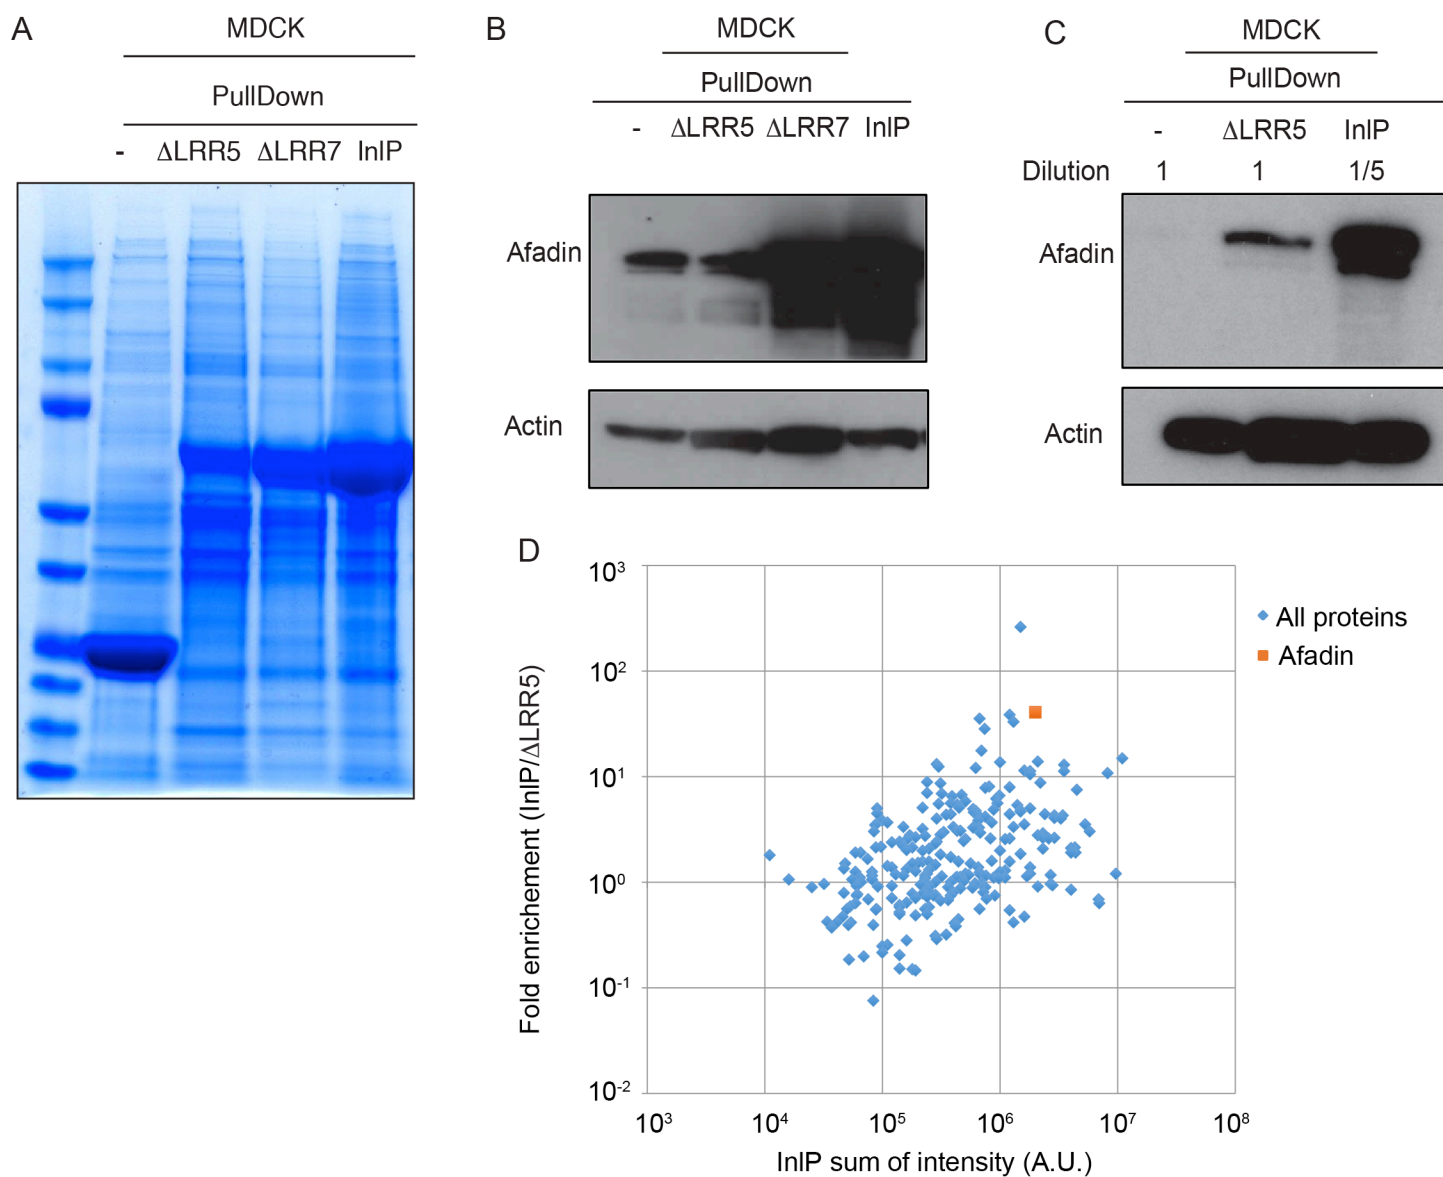 A
MDCK
PullDown
- ΔLRR5 ΔLRR7 InlP
B
MDCK
PullDown
- ΔLRR5 ΔLRR7 InlP
Afadin
Actin
C
MDCK
PullDown
- ΔLRR5 InlP
Dilution 1 1 1/5
Afadin
Actin
D
Fold enrichement (InlP/ΔLRR5)
10³
10²
10¹
10⁰
10⁻¹
10⁻²
10³ 10⁴ 10⁵ 10⁶ 10⁷ 10⁸
InlP sum of intensity (A.U.)
All proteins
Afadin